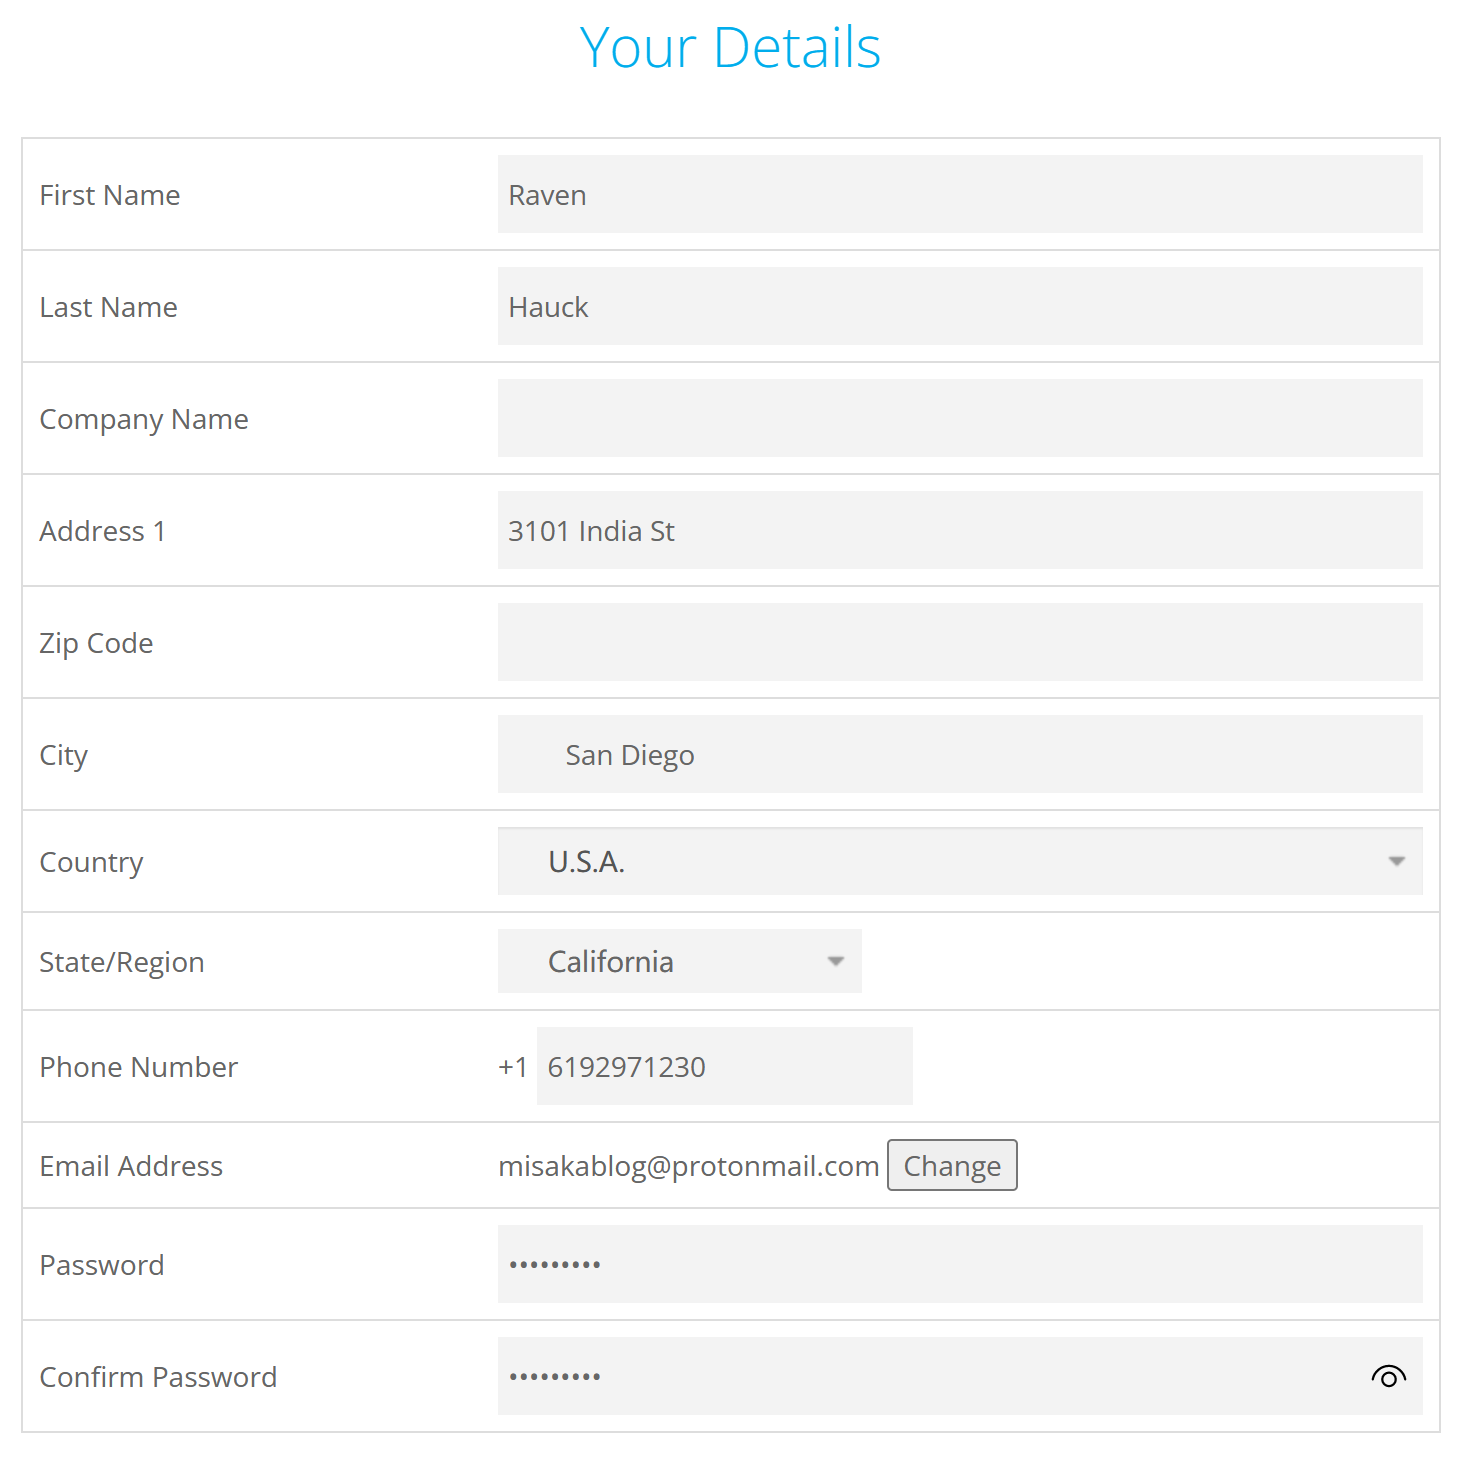 Your Details
First Name Raven
Last Name Hauck
Company Name
Address 1 3101 India St
Zip Code
City San Diego
Country U.S.A.
State/Region California
Phone Number +1 6192971230
Email Address misakablog@protonmail.com Change
Password •••••••••
Confirm Password •••••••••